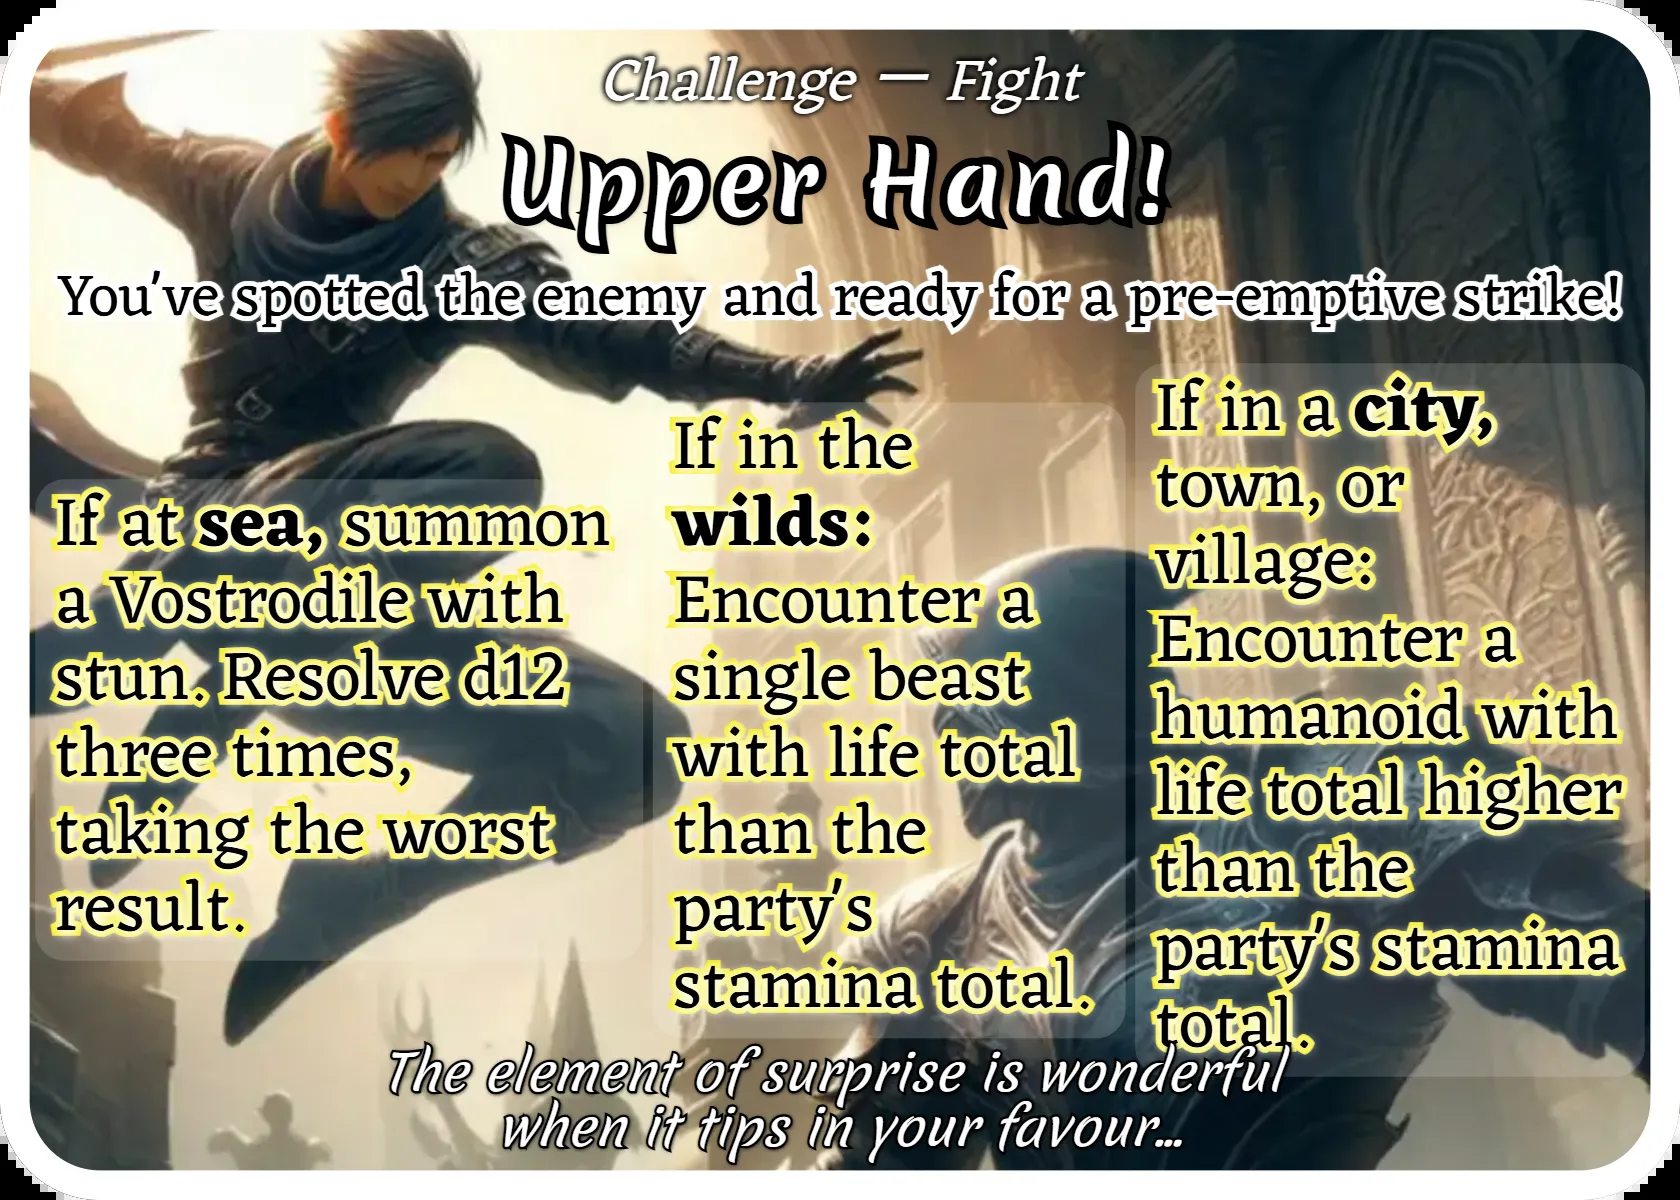 Challenge — Fight
Upper Hand!
You've spotted the enemy and ready for a pre-emptive strike!
If at sea, summon
a Vostrodile with
stun. Resolve d12
three times,
taking the worst
result.
If in the
wilds:
Encounter a
single beast
with life total
than the
party's
stamina total.
If in a city,
town, or
village:
Encounter a
humanoid with
life total higher
than the
party's stamina
total.
The element of surprise is wonderful
when it tips in your favour...